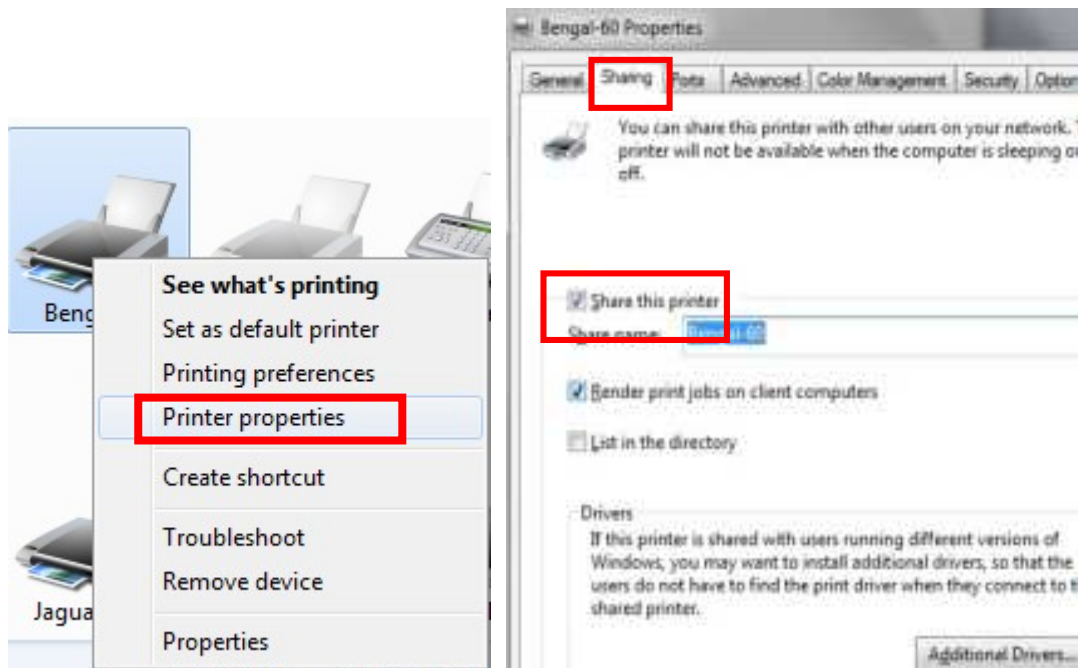 Beng
See what's printing
Set as default printer
Printing preferences
Printer properties
Create shortcut
Troubleshoot
Remove device
Properties
Jagua
Bengal-60 Properties
General Sharing Ports Advanced Color Management Security Option
You can share this printer with other users on your network.
printer will not be available when the computer is sleeping or
off.
Share this printer
Share name: Bengal-60
Render print jobs on client computers
List in the directory
Drivers
If this printer is shared with users running different versions of
Windows, you may want to install additional drivers, so that the
users do not have to find the print driver when they connect to t
shared printer.
Additional Drivers...